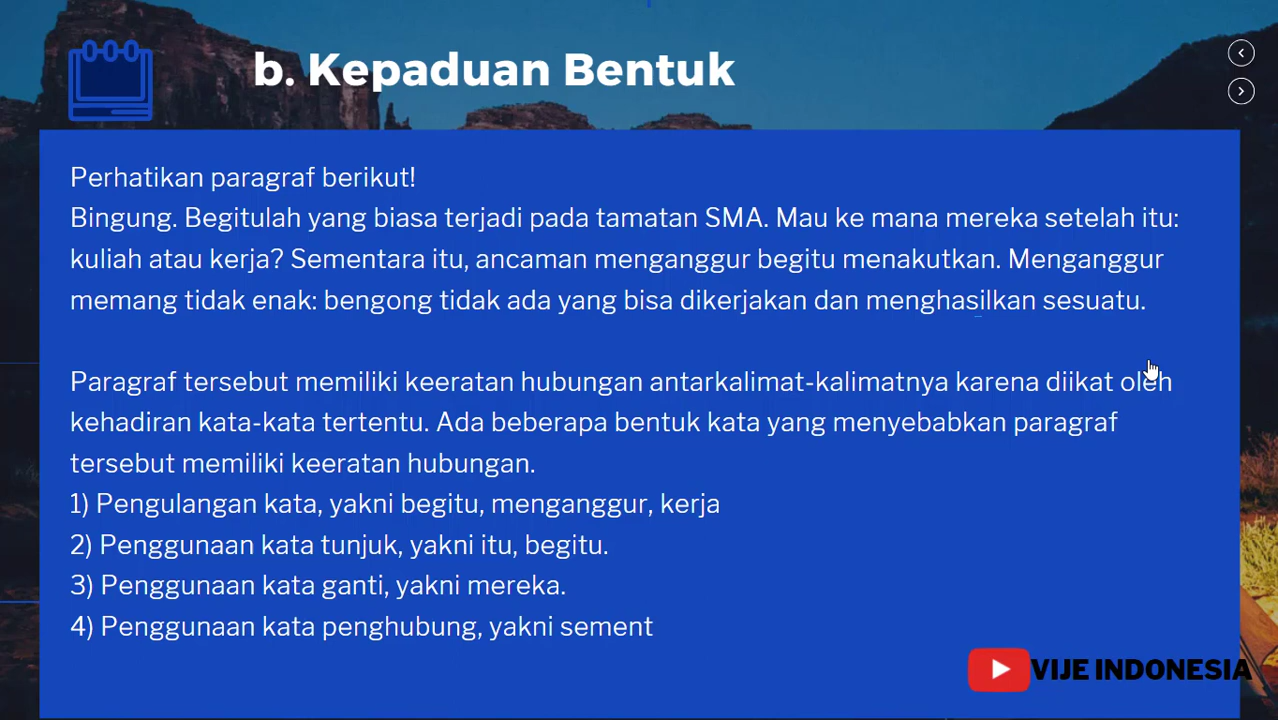 b. Kepaduan Bentuk
Perhatikan paragraf berikut!
Bingung. Begitulah yang biasa terjadi pada tamatan SMA. Mau ke mana mereka setelah itu:
kuliah atau kerja? Sementara itu, ancaman menganggur begitu menakutkan. Menganggur
memang tidak enak: bengong tidak ada yang bisa dikerjakan dan menghasilkan sesuatu.
Paragraf tersebut memiliki keeratan hubungan antarkalimat-kalimatnya karena diikat oleh
kehadiran kata-kata tertentu. Ada beberapa bentuk kata yang menyebabkan paragraf
tersebut memiliki keeratan hubungan.
1) Pengulangan kata, yakni begitu, menganggur, kerja
2) Penggunaan kata tunjuk, yakni itu, begitu.
3) Penggunaan kata ganti, yakni mereka.
4) Penggunaan kata penghubung, yakni sement
VIJE INDONESIA